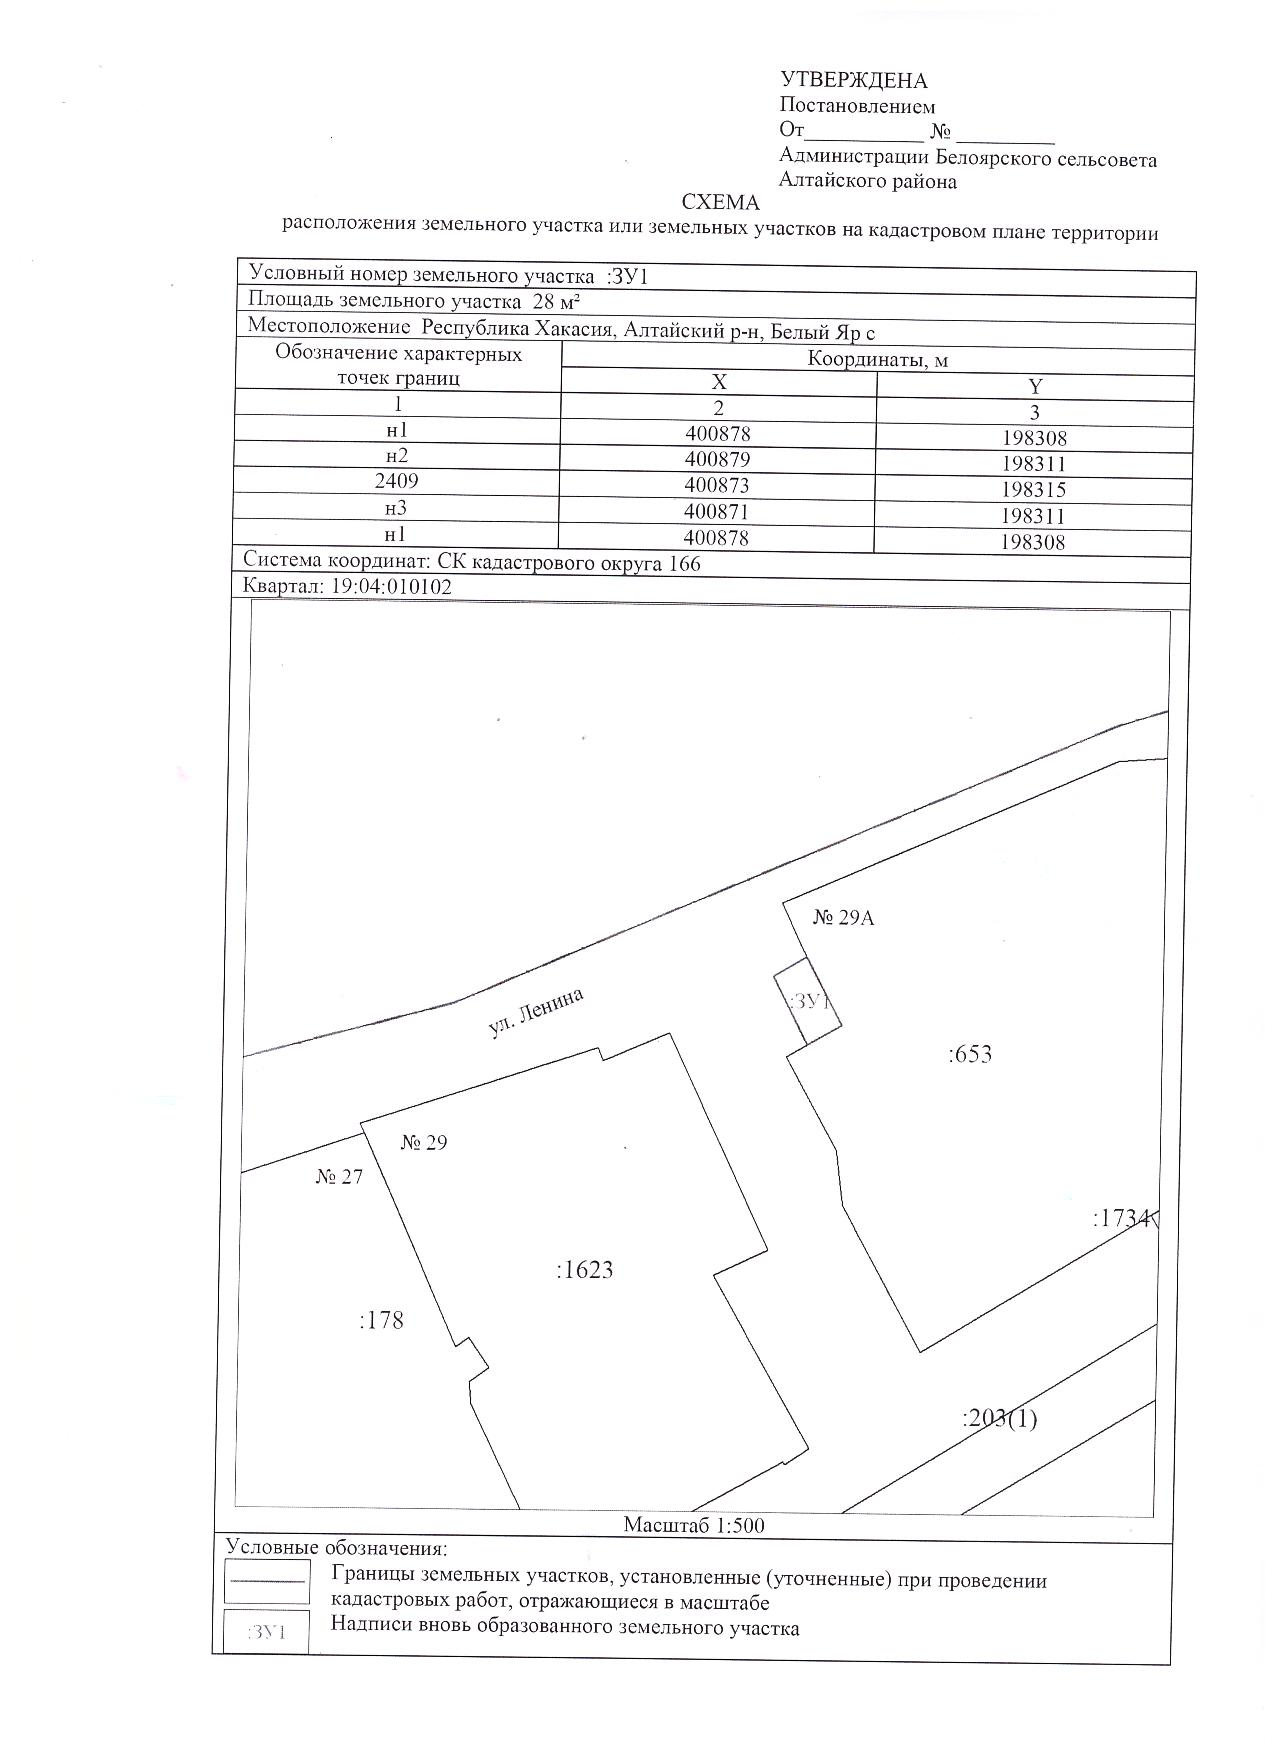 УТВЕРЖДЕНА
Постановлением
От___________ № _________
Администрации Белоярского сельсовета
Алтайского района
СХЕМА
расположения земельного участка или земельных участков на кадастровом плане территории
Условный номер земельного участка :ЗУ1
Площадь земельного участка 28 м²
Местоположение Республика Хакасия, Алтайский р-н, Белый Яр с
Обозначение характерных точек границ
Координаты, м
X Y
1 2 3
н1 400878 198308
н2 400879 198311
2409 400873 198315
н3 400871 198311
н1 400878 198308
Система координат: СК кадастрового округа 166
Квартал: 19:04:010102
№ 29А
:ЗУ1
ул. Ленина
:653
№ 29
№ 27
:1734
:1623
:178
:203(1)
Масштаб 1:500
Условные обозначения:
Границы земельных участков, установленные (уточненные) при проведении
кадастровых работ, отражающиеся в масштабе
:ЗУ1 Надписи вновь образованного земельного участка